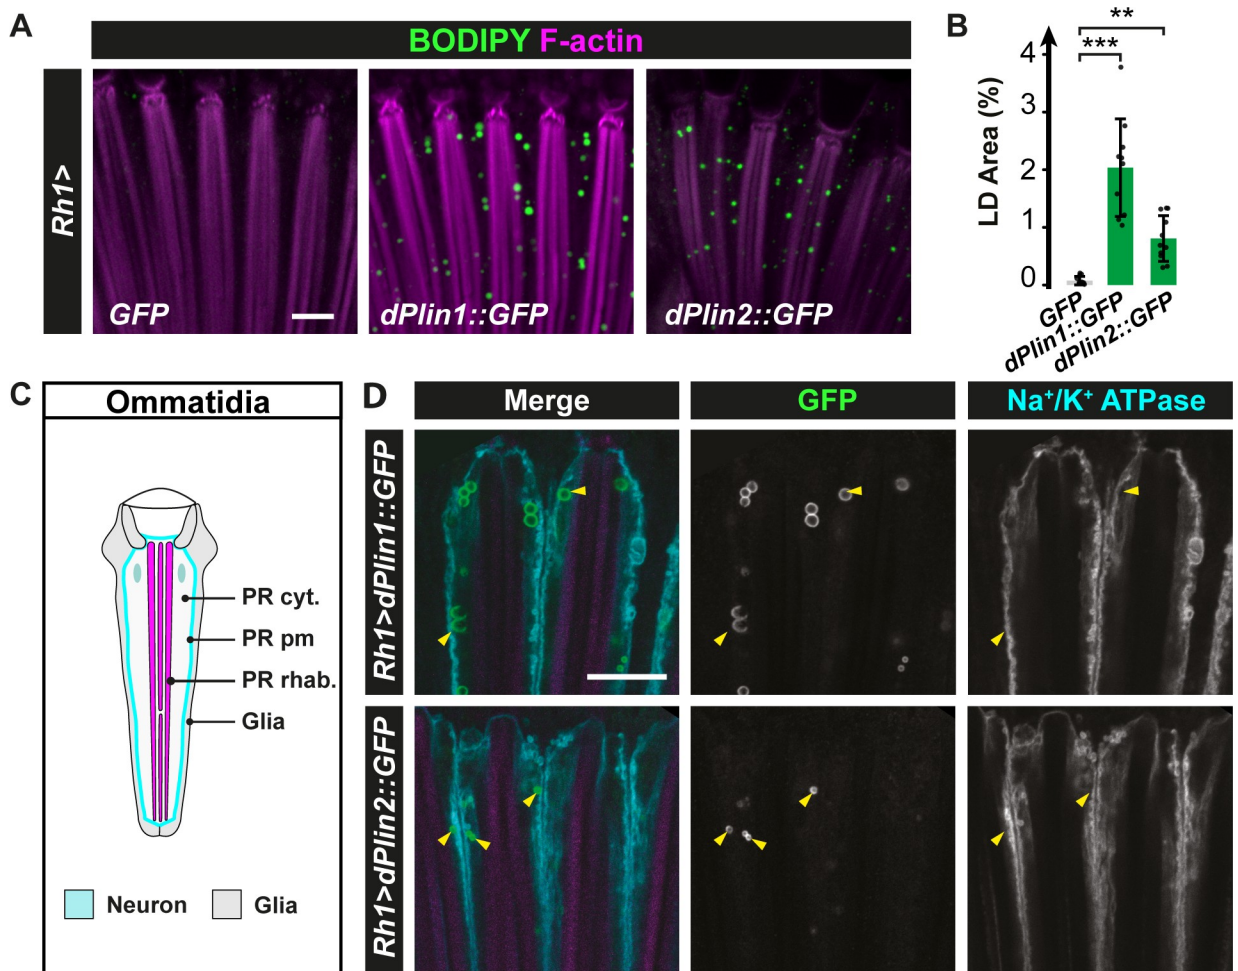 A
BODIPY F-actin
Rh1>
GFP
dPlin1::GFP
dPlin2::GFP
B
**
***
LD Area (%)
4
3
2
1
0
GFP
dPlin1::GFP
dPlin2::GFP
C
Ommatidia
PR cyt.
PR pm
PR rhab.
Glia
Neuron
Glia
D
Merge
GFP
Na⁺/K⁺ ATPase
Rh1>dPlin1::GFP
Rh1>dPlin2::GFP